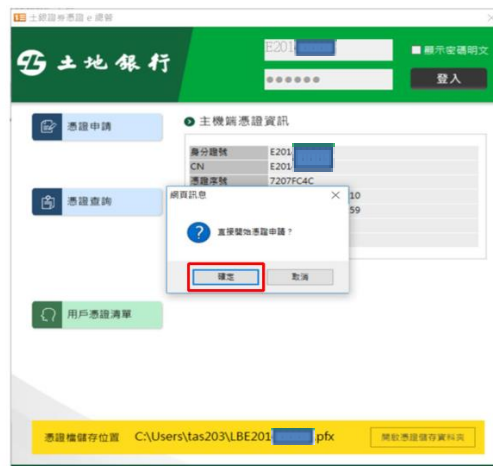 土銀證券憑證 e 總管
土地銀行
E201
顯示密碼明文
●●●●●●
登入
憑證申請
主機端憑證資訊
身分證號 E201
CN E201
憑證序號 7207FC4C
10
憑證查詢
59
網頁訊息
直接開始憑證申請？
確定 取消
用戶憑證清單
憑證檔儲存位置 C:\Users\tas203\LBE201 .pfx 開啟憑證儲存資料夾